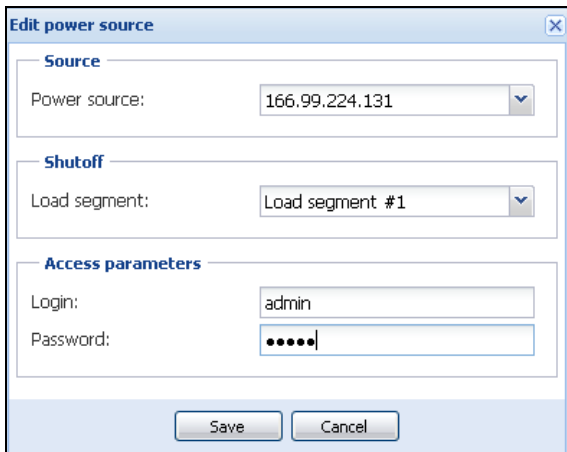 Edit power source
Source
Power source: 166.99.224.131
Shutoff
Load segment: Load segment #1
Access parameters
Login: admin
Password: •••••
Save Cancel